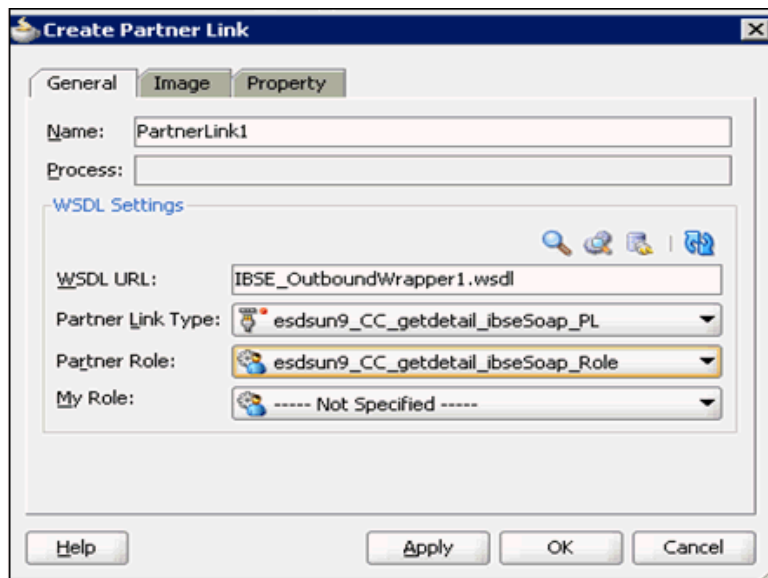 Create Partner Link
General Image Property
Name: PartnerLink1
Process:
WSDL Settings
WSDL URL: IBSE_OutboundWrapper1.wsdl
Partner Link Type: esdsun9_CC_getdetail_ibseSoap_PL
Partner Role: esdsun9_CC_getdetail_ibseSoap_Role
My Role: ----- Not Specified -----
Help Apply OK Cancel